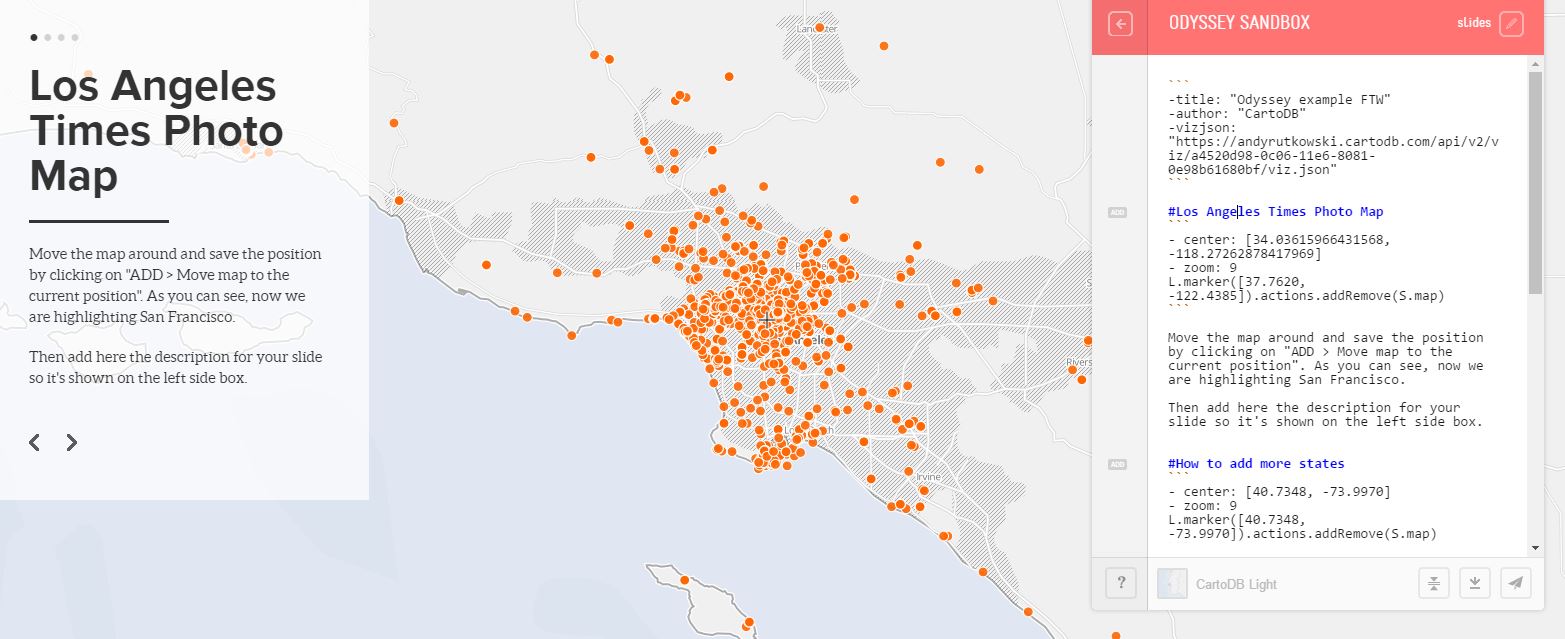 Los Angeles
Times Photo
Map
Move the map around and save the position
by clicking on "ADD > Move map to the
current position". As you can see, now we
are highlighting San Francisco.
Then add here the description for your slide
so it's shown on the left side box.
Lancaster
Irvine
ODYSSEY SANDBOX
slides
```
-title: "Odyssey example FTW"
-author: "CartoDB"
-vizjson:
"https://andyrutkowski.cartodb.com/api/v2/v
iz/a4520d98-0c06-11e6-8081-
0e98b61680bf/viz.json"
```
ADD
#Los Angeles Times Photo Map
```
- center: [34.03615966431568,
-118.27262878417969]
- zoom: 9
L.marker([37.7620,
-122.4385]).actions.addRemove(S.map)
```
Move the map around and save the position
by clicking on "ADD > Move map to the
current position". As you can see, now we
are highlighting San Francisco.
Then add here the description for your
slide so it's shown on the left side box.
ADD
#How to add more states
```
- center: [40.7348, -73.9970]
- zoom: 9
L.marker([40.7348,
-73.9970]).actions.addRemove(S.map)
?
CartoDB Light